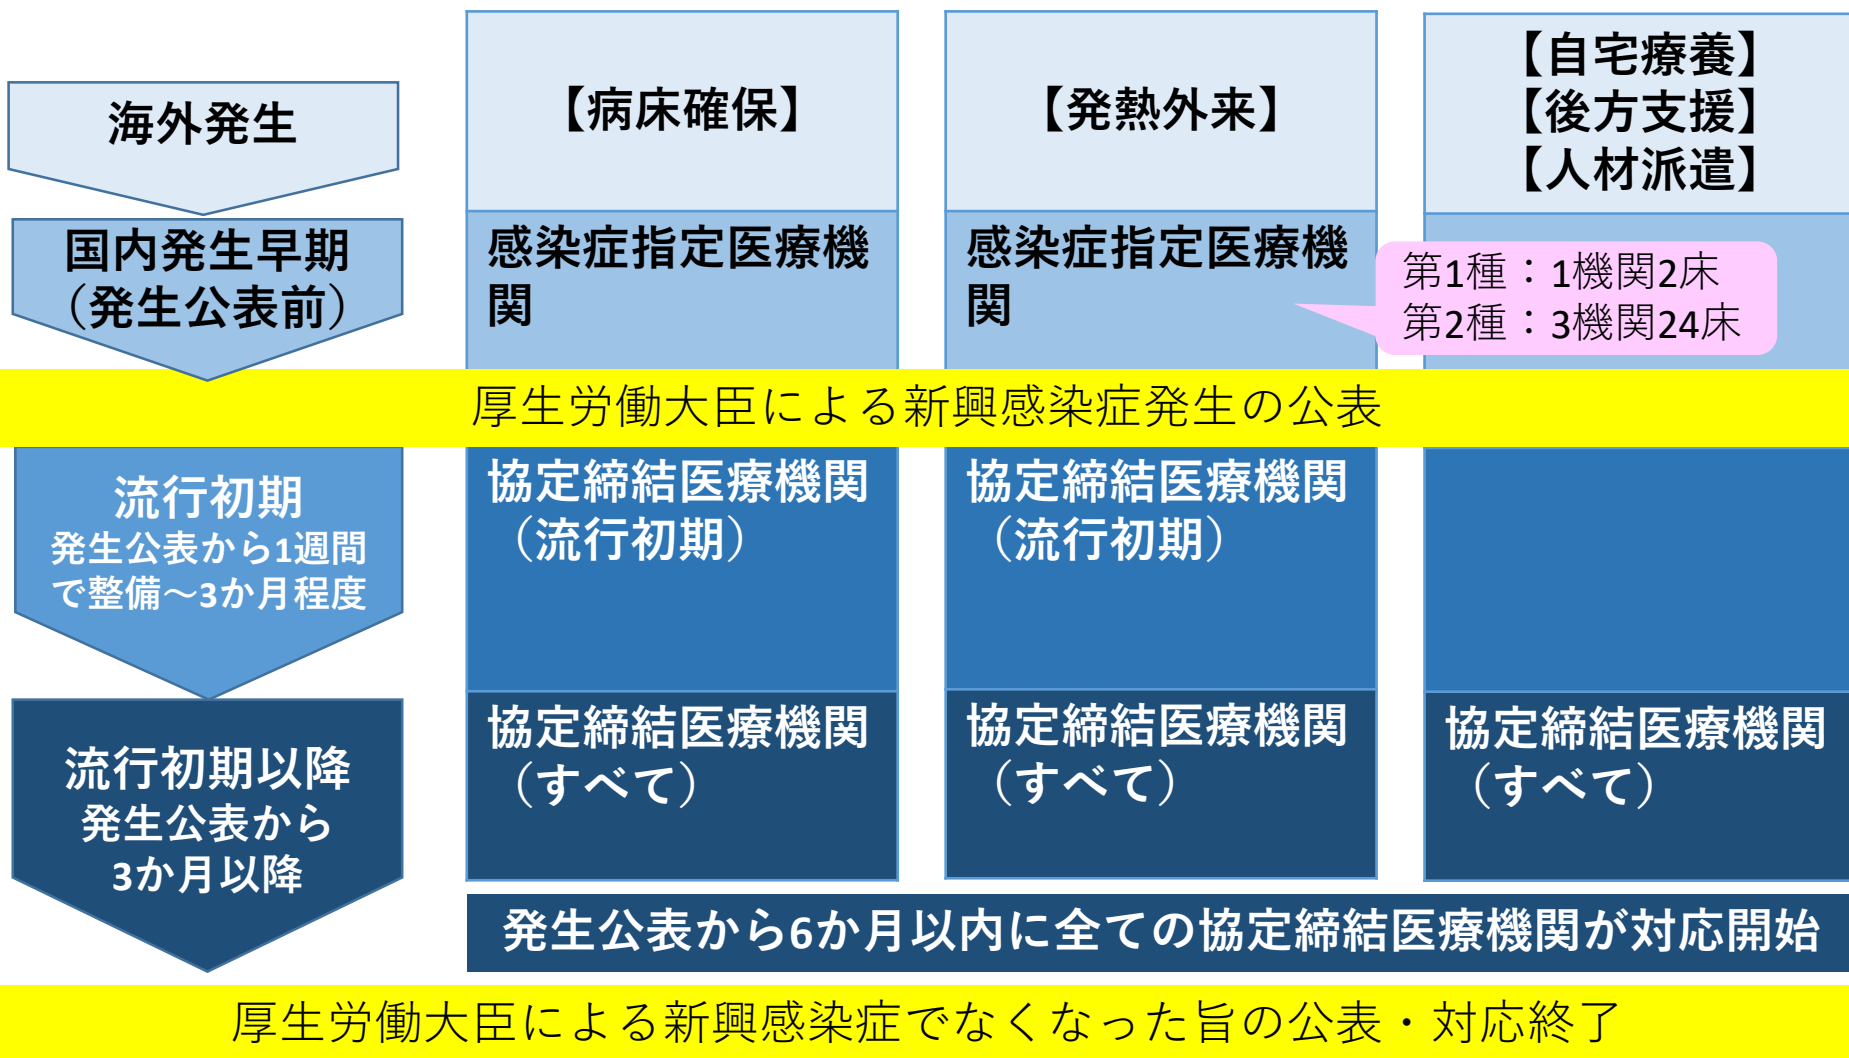 海外発生
【病床確保】
【発熱外来】
【自宅療養】
【後方支援】
【人材派遣】
国内発生早期
（発生公表前）
感染症指定医療機
関
感染症指定医療機
関
第1種：1機関2床
第2種：3機関24床
厚生労働大臣による新興感染症発生の公表
流行初期
発生公表から1週間
で整備～3か月程度
協定締結医療機関
（流行初期）
協定締結医療機関
（流行初期）
流行初期以降
発生公表から
3か月以降
協定締結医療機関
（すべて）
協定締結医療機関
（すべて）
協定締結医療機関
（すべて）
発生公表から6か月以内に全ての協定締結医療機関が対応開始
厚生労働大臣による新興感染症でなくなった旨の公表・対応終了